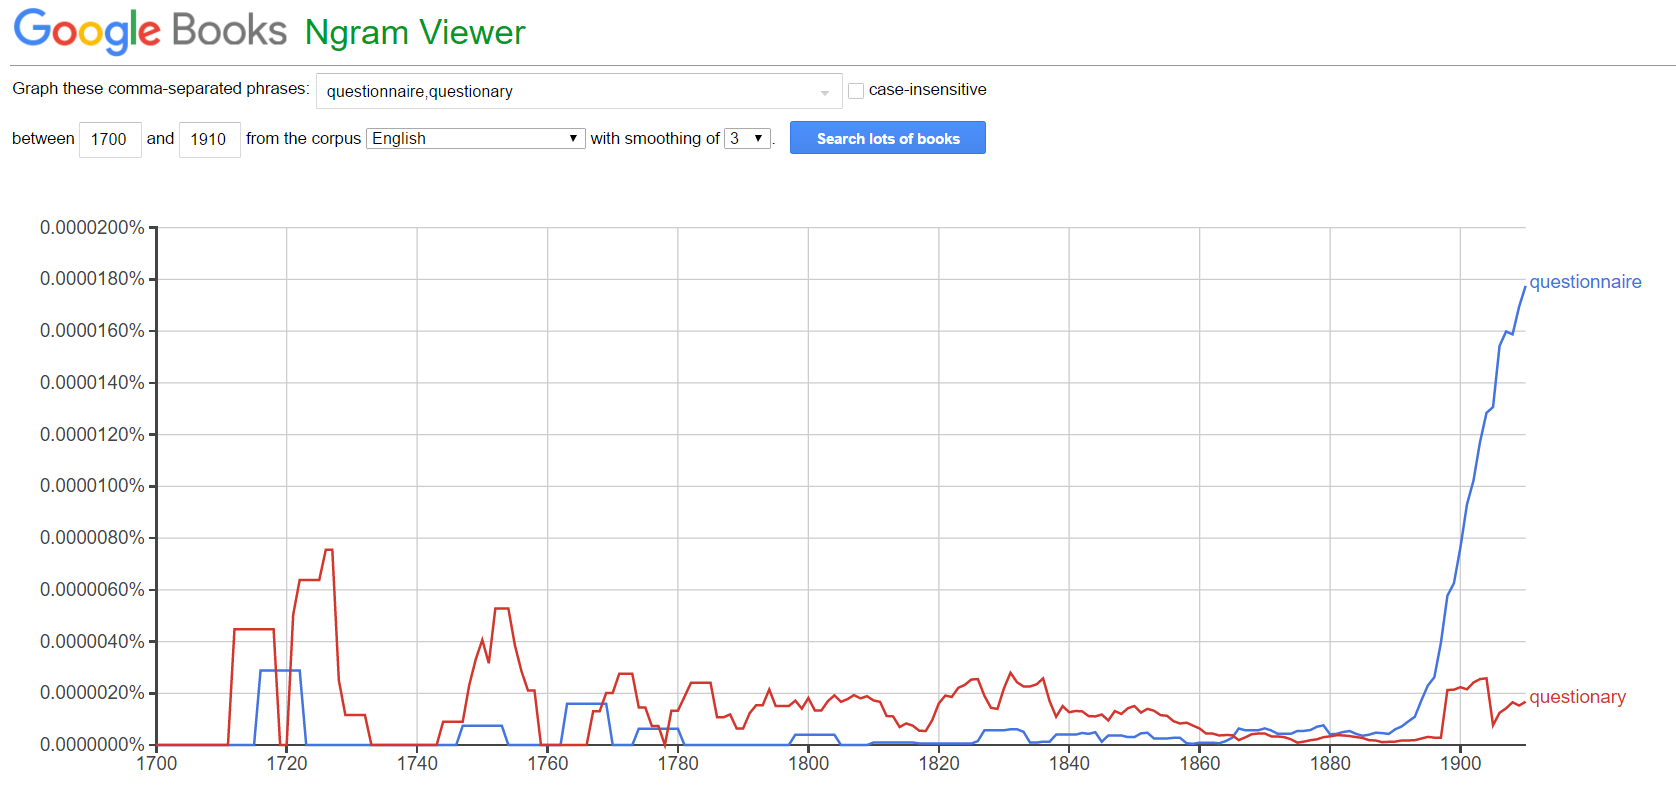 Google Books Ngram Viewer
Graph these comma-separated phrases: questionnaire,questionary case-insensitive
between 1700 and 1910 from the corpus English with smoothing of 3 . Search lots of books
0.0000200%
0.0000180%
questionnaire
0.0000160%
0.0000140%
0.0000120%
0.0000100%
0.0000080%
0.0000060%
0.0000040%
0.0000020%
questionary
0.0000000%
1700 1720 1740 1760 1780 1800 1820 1840 1860 1880 1900